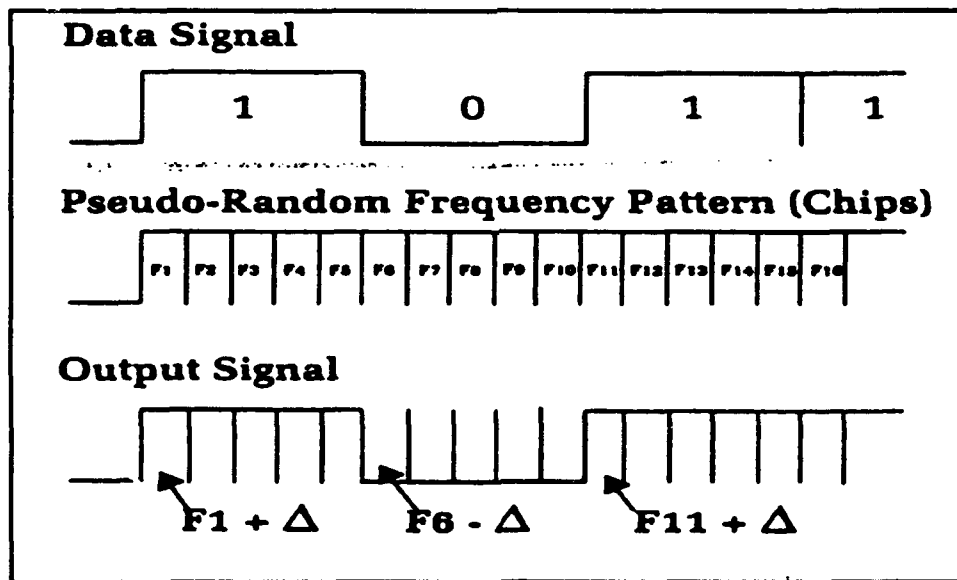 Data Signal
1 0 1 1
Pseudo-Random Frequency Pattern (Chips)
F1 F2 F3 F4 F5 F6 F7 F8 F9 F10 F11 F12 F13 F14 F15 F16
Output Signal
F1 + Δ F6 - Δ F11 + Δ